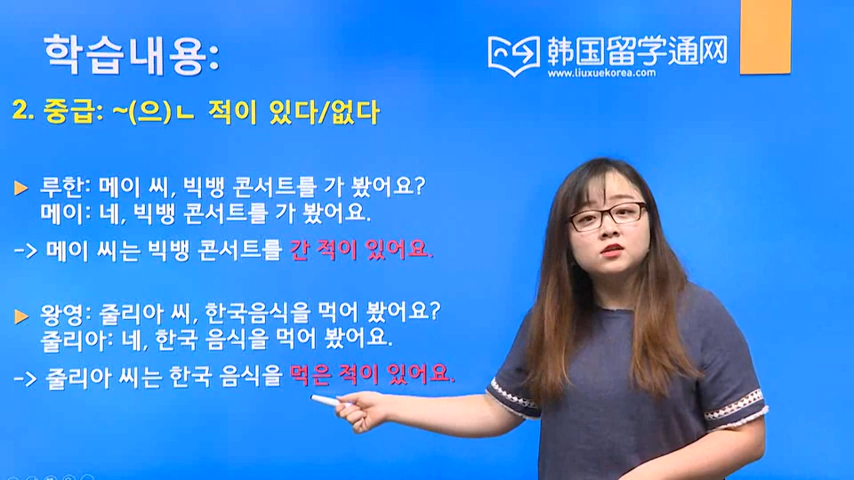 학습내용:
韩国留学通网
www.liuxuekorea.com
2. 중급: ~(으)ㄴ 적이 있다/없다
루한: 메이 씨, 빅뱅 콘서트를 가 봤어요?
메이: 네, 빅뱅 콘서트를 가 봤어요.
-> 메이 씨는 빅뱅 콘서트를 간 적이 있어요.
왕영: 줄리아 씨, 한국음식을 먹어 봤어요?
줄리아: 네, 한국 음식을 먹어 봤어요.
-> 줄리아 씨는 한국 음식을 먹은 적이 있어요.